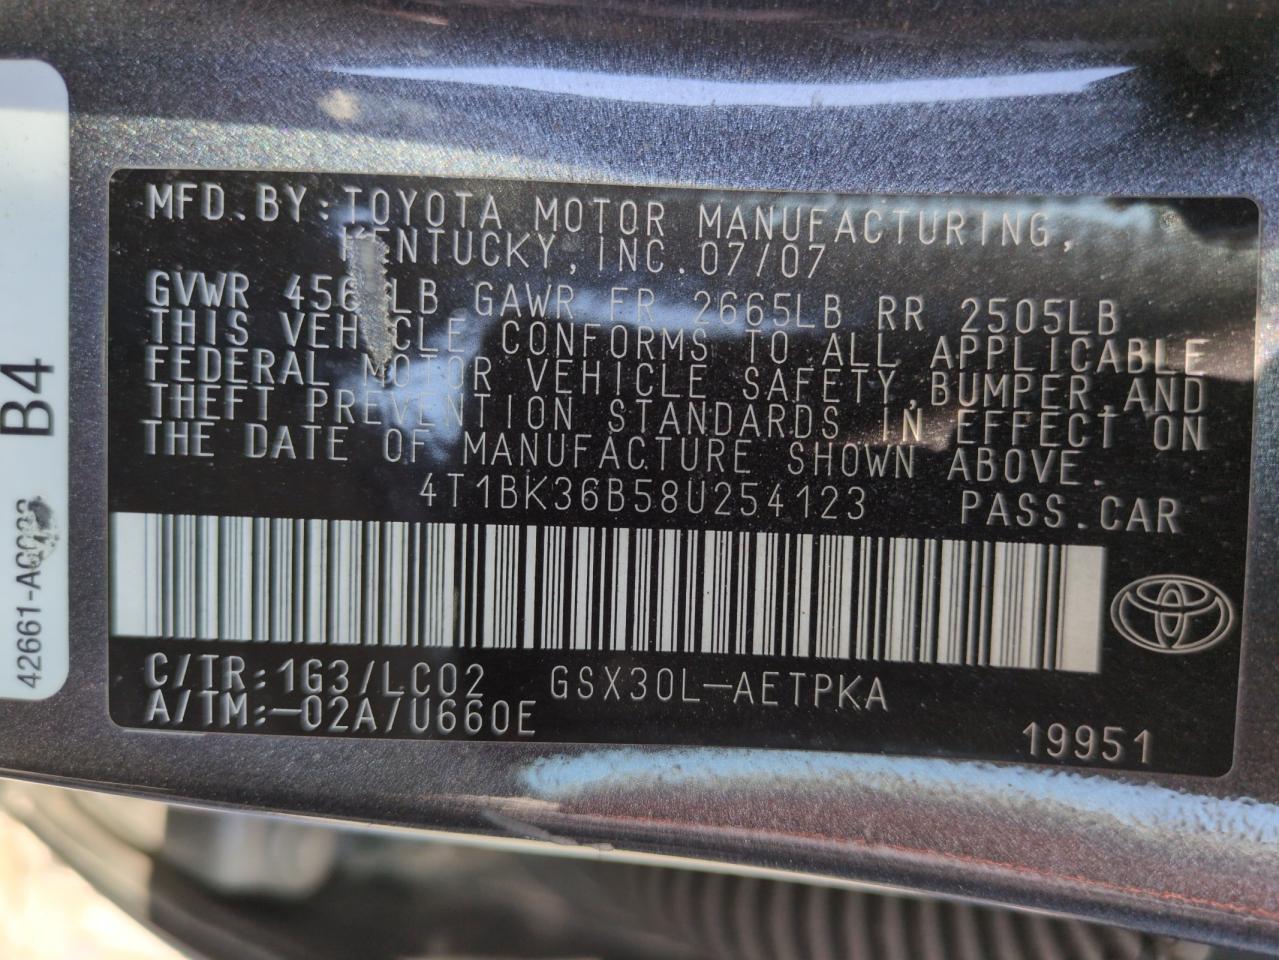 MFD.BY:TOYOTA MOTOR MANUFACTURING,
KENTUCKY,INC.07/07
GAWR FR 2665LB RR 2505LB
GVWR
THIS VEHICLE CONFORMS TO ALL APPLICABLE
FEDERAL MOTOR VEHICLE SAFETY,BUMPER,AND
THEFT PREVENTION STANDARDS IN EFFECT ON
THE DATE OF MANUFACTURE SHOWN ABOVE.
4T1BK36B58U254123 PASS.CAR
C/TR:1G3/LC02 GSX30L-AETPKA
A/TM:-02A/U660E
19951
B4